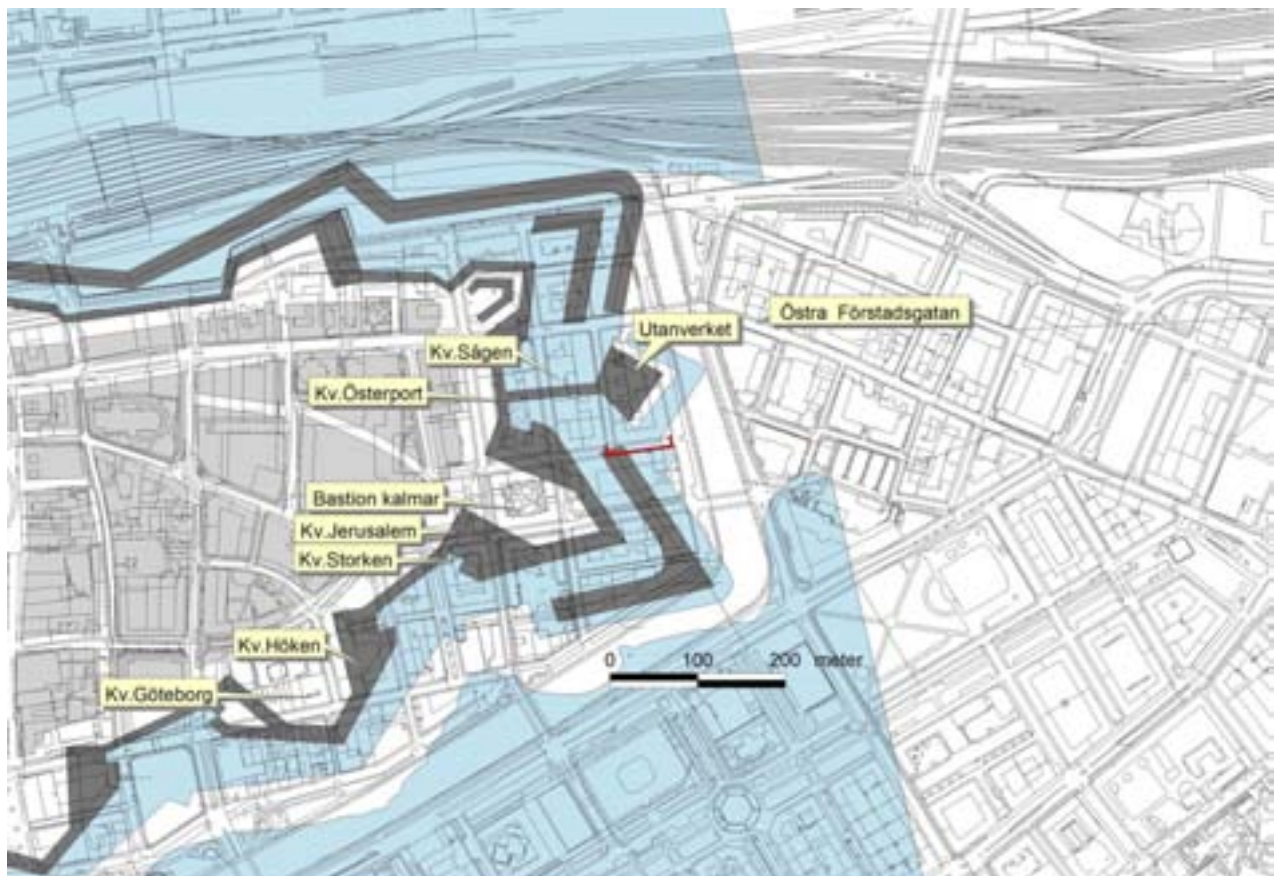 Östra Förstadsgatan
Utanverket
Kv.Sågen
Kv.Österport
Bastion kalmar
Kv.Jerusalem
Kv.Storken
Kv.Höken
Kv.Göteborg
0 100 200 meter